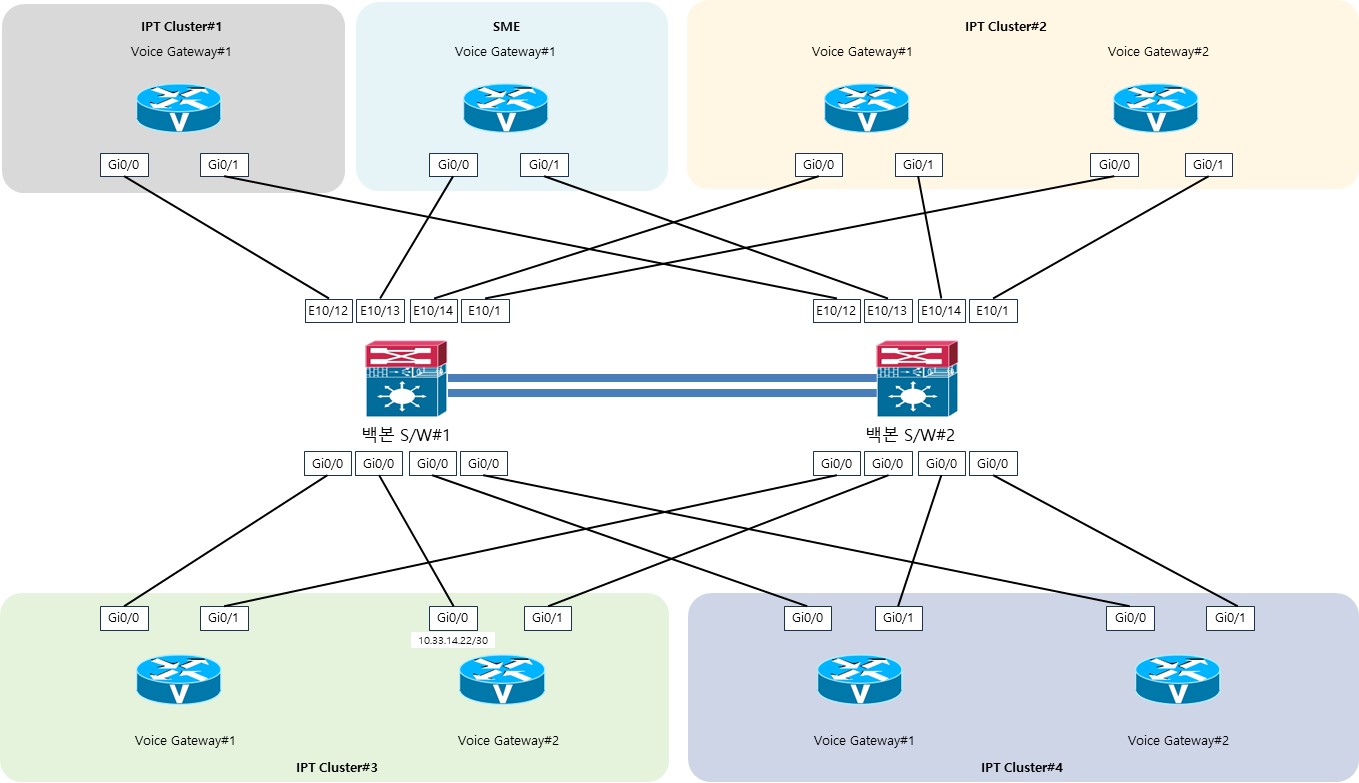 IPT Cluster#1
Voice Gateway#1
SME
Voice Gateway#1
IPT Cluster#2
Voice Gateway#1
Voice Gateway#2
Gi0/0
Gi0/1
Gi0/0
Gi0/1
Gi0/0
Gi0/1
Gi0/0
Gi0/1
E10/12
E10/13
E10/14
E10/1
E10/12
E10/13
E10/14
E10/1
백본 S/W#1
백본 S/W#2
Gi0/0
Gi0/0
Gi0/0
Gi0/0
Gi0/0
Gi0/0
Gi0/0
Gi0/0
Gi0/0
Gi0/1
Gi0/0
Gi0/1
Gi0/0
Gi0/1
Gi0/0
Gi0/1
10.33.14.22/30
V
V
V
V
V
V
V
V
Voice Gateway#1
Voice Gateway#2
IPT Cluster#3
Voice Gateway#1
Voice Gateway#2
IPT Cluster#4